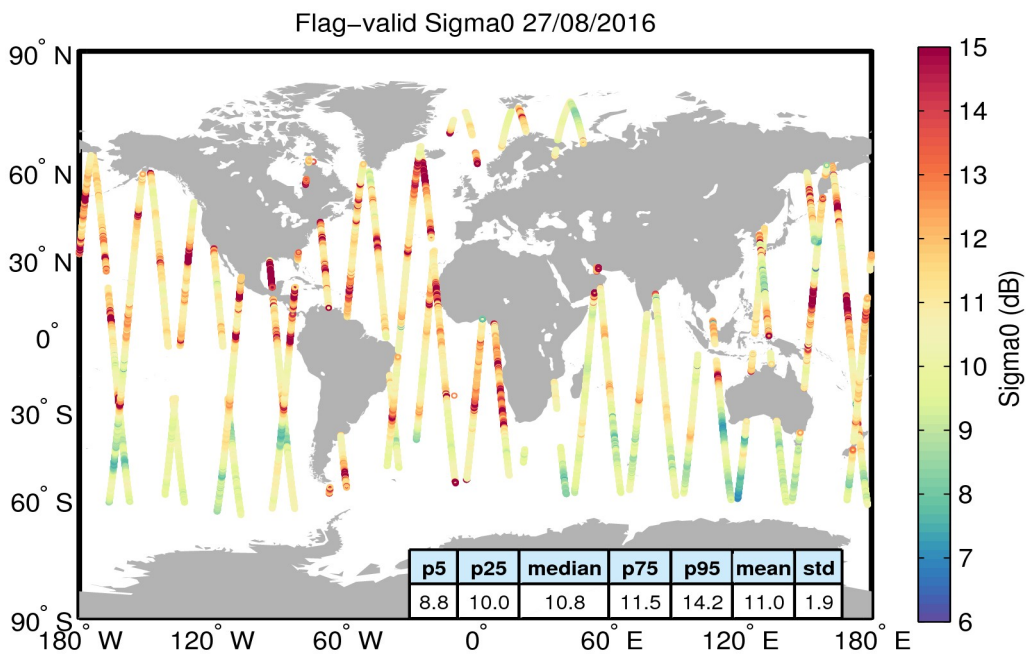 Flag−valid Sigma0 27/08/2016
90° N
60° N
30° N
0°
30° S
60° S
90° S
180° W
120° W
60° W
0°
60° E
120° E
180° E
p5 p25 median p75 p95 mean std
8.8 10.0 10.8 11.5 14.2 11.0 1.9
15
14
13
12
11
10
9
8
7
6
Sigma0 (dB)